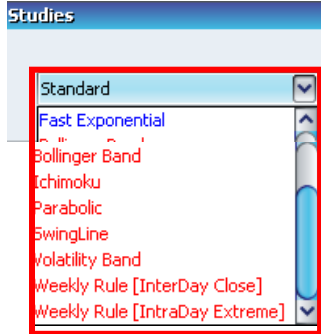 Studies
Standard
Fast Exponential
Bollinger Band
Ichimoku
Parabolic
SwingLine
Volatility Band
Weekly Rule [InterDay Close]
Weekly Rule [IntraDay Extreme]